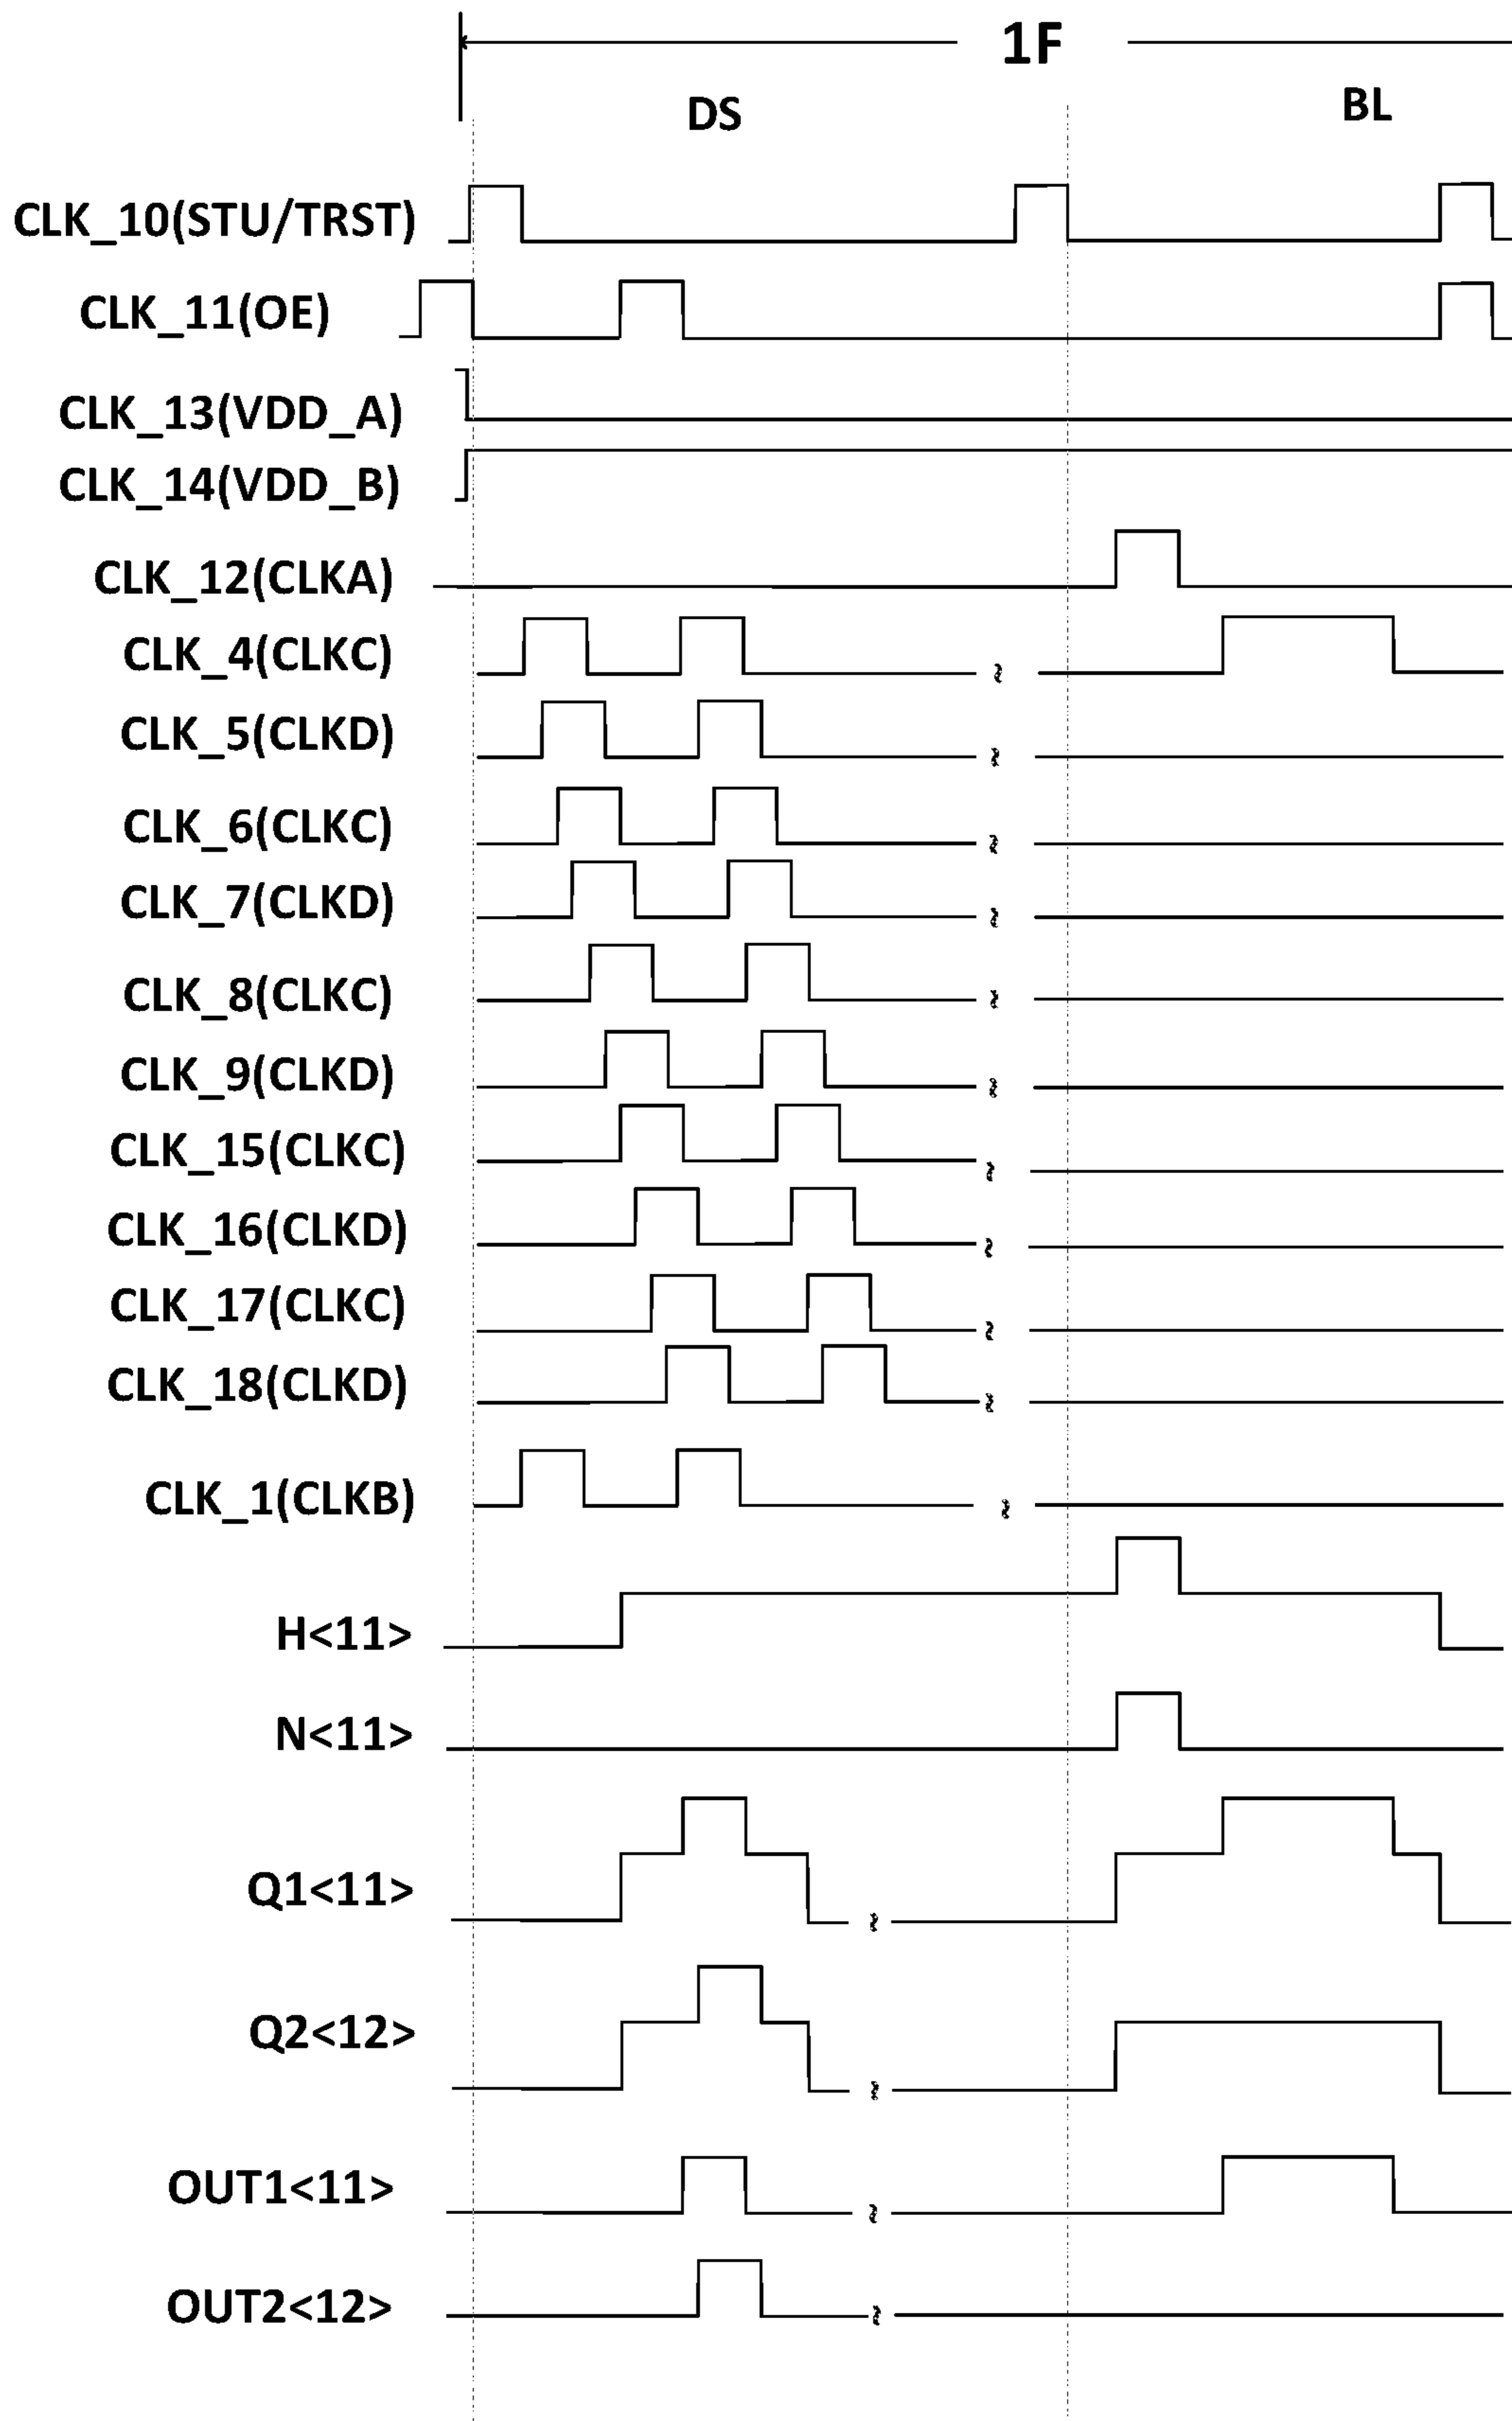 1F
DS
BL
CLK_10(STU/TRST)
CLK_11(OE)
CLK_13(VDD_A)
CLK_14(VDD_B)
CLK_12(CLKA)
CLK_4(CLKC)
CLK_5(CLKD)
CLK_6(CLKC)
CLK_7(CLKD)
CLK_8(CLKC)
CLK_9(CLKD)
CLK_15(CLKC)
CLK_16(CLKD)
CLK_17(CLKC)
CLK_18(CLKD)
CLK_1(CLKB)
H<11>
N<11>
Q1<11>
Q2<12>
OUT1<11>
OUT2<12>